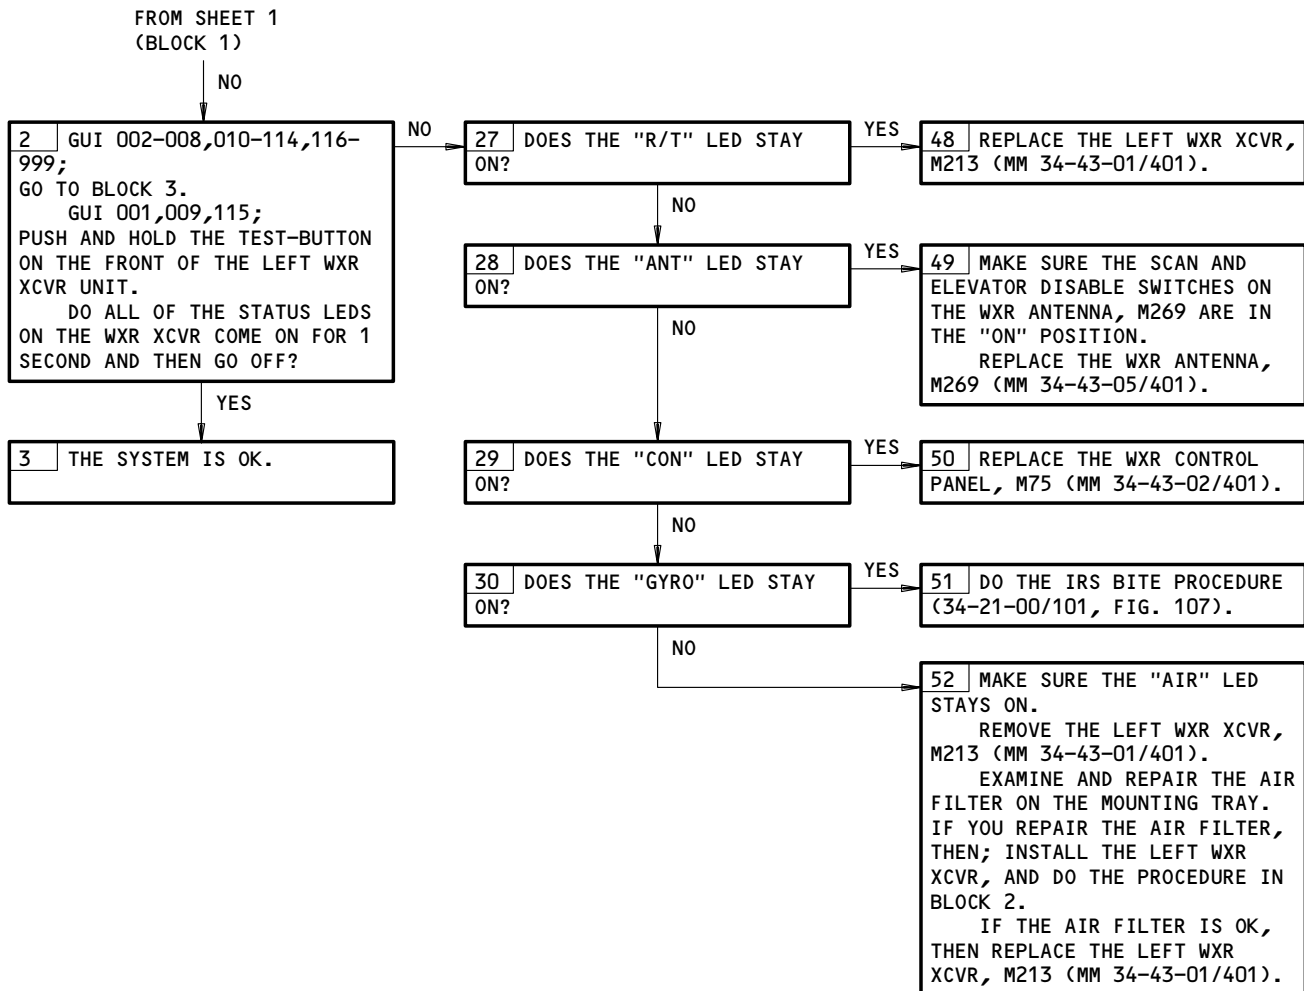 FROM SHEET 1
(BLOCK 1)
NO
2 GUI 002-008,010-114,116-
999;
GO TO BLOCK 3.
GUI 001,009,115;
PUSH AND HOLD THE TEST-BUTTON
ON THE FRONT OF THE LEFT WXR
XCVR UNIT.
DO ALL OF THE STATUS LEDS
ON THE WXR XCVR COME ON FOR 1
SECOND AND THEN GO OFF?
YES
3 THE SYSTEM IS OK.
NO
27 DOES THE "R/T" LED STAY
ON?
YES
48 REPLACE THE LEFT WXR XCVR,
M213 (MM 34-43-01/401).
NO
28 DOES THE "ANT" LED STAY
ON?
YES
49 MAKE SURE THE SCAN AND
ELEVATOR DISABLE SWITCHES ON
THE WXR ANTENNA, M269 ARE IN
THE "ON" POSITION.
REPLACE THE WXR ANTENNA,
M269 (MM 34-43-05/401).
NO
29 DOES THE "CON" LED STAY
ON?
YES
50 REPLACE THE WXR CONTROL
PANEL, M75 (MM 34-43-02/401).
NO
30 DOES THE "GYRO" LED STAY
ON?
YES
51 DO THE IRS BITE PROCEDURE
(34-21-00/101, FIG. 107).
NO
52 MAKE SURE THE "AIR" LED
STAYS ON.
REMOVE THE LEFT WXR XCVR,
M213 (MM 34-43-01/401).
EXAMINE AND REPAIR THE AIR
FILTER ON THE MOUNTING TRAY.
IF YOU REPAIR THE AIR FILTER,
THEN; INSTALL THE LEFT WXR
XCVR, AND DO THE PROCEDURE IN
BLOCK 2.
IF THE AIR FILTER IS OK,
THEN REPLACE THE LEFT WXR
XCVR, M213 (MM 34-43-01/401).